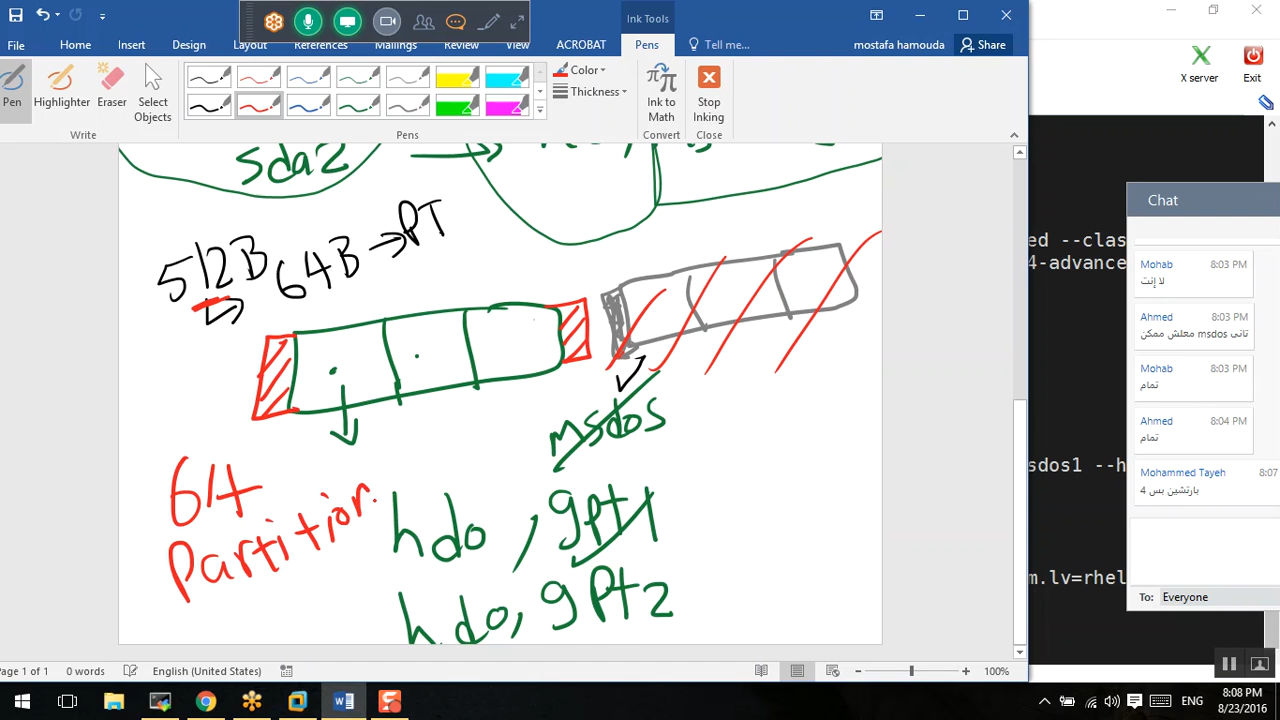 Ink Tools
File
Home
Insert
Design
Layout
References
Mailings
Review
View
ACROBAT
Pens
Tell me...
mostafa hamouda
Share
Pen
Highlighter
Eraser
Select Objects
Write
Pens
Color
Thickness
Ink to Math
Stop Inking
Convert
Close
X server
Exit
sda2
512B 64B → PT
msdos
64
Partition
hd0, gpt1
hd0, gpt2
ed --clas
4-advance
sdos1 --h
m.lv=rhel
Chat
Mohab 8:03 PM
لا إنت
Ahmed 8:03 PM
تانى msdos معلش ممكن
Mohab 8:03 PM
تمام
Ahmed 8:04 PM
تمام
Mohammed Tayeh 8:07
بارتشين بس 4
To: Everyone
Page 1 of 1
0 words
English (United States)
100%
ENG
8:08 PM
8/23/2016